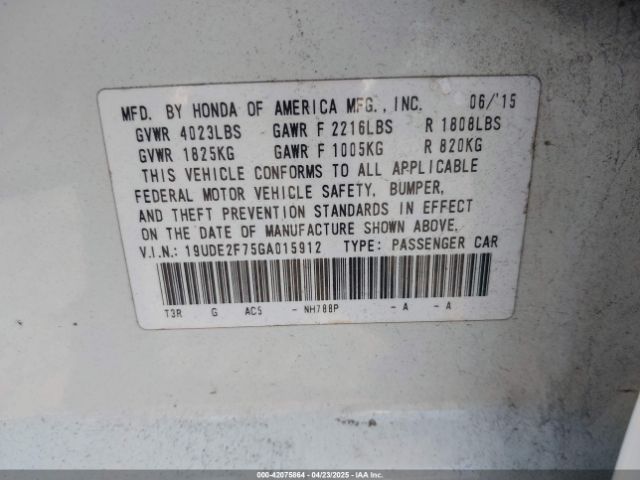 MFD. BY HONDA OF AMERICA MFG., INC. 06/'15
GVWR 4023LBS GAWR F 2216LBS R 1808LBS
GVWR 1825KG GAWR F 1005KG R 820KG
THIS VEHICLE CONFORMS TO ALL APPLICABLE
FEDERAL MOTOR VEHICLE SAFETY, BUMPER,
AND THEFT PREVENTION STANDARDS IN EFFECT
ON THE DATE OF MANUFACTURE SHOWN ABOVE.
V.I.N.: 19UDE2F75GA015912 TYPE: PASSENGER CAR
T3R G AC5 - NH788P - A - A
000-42075864 - 04/23/2025 - IAA Inc.